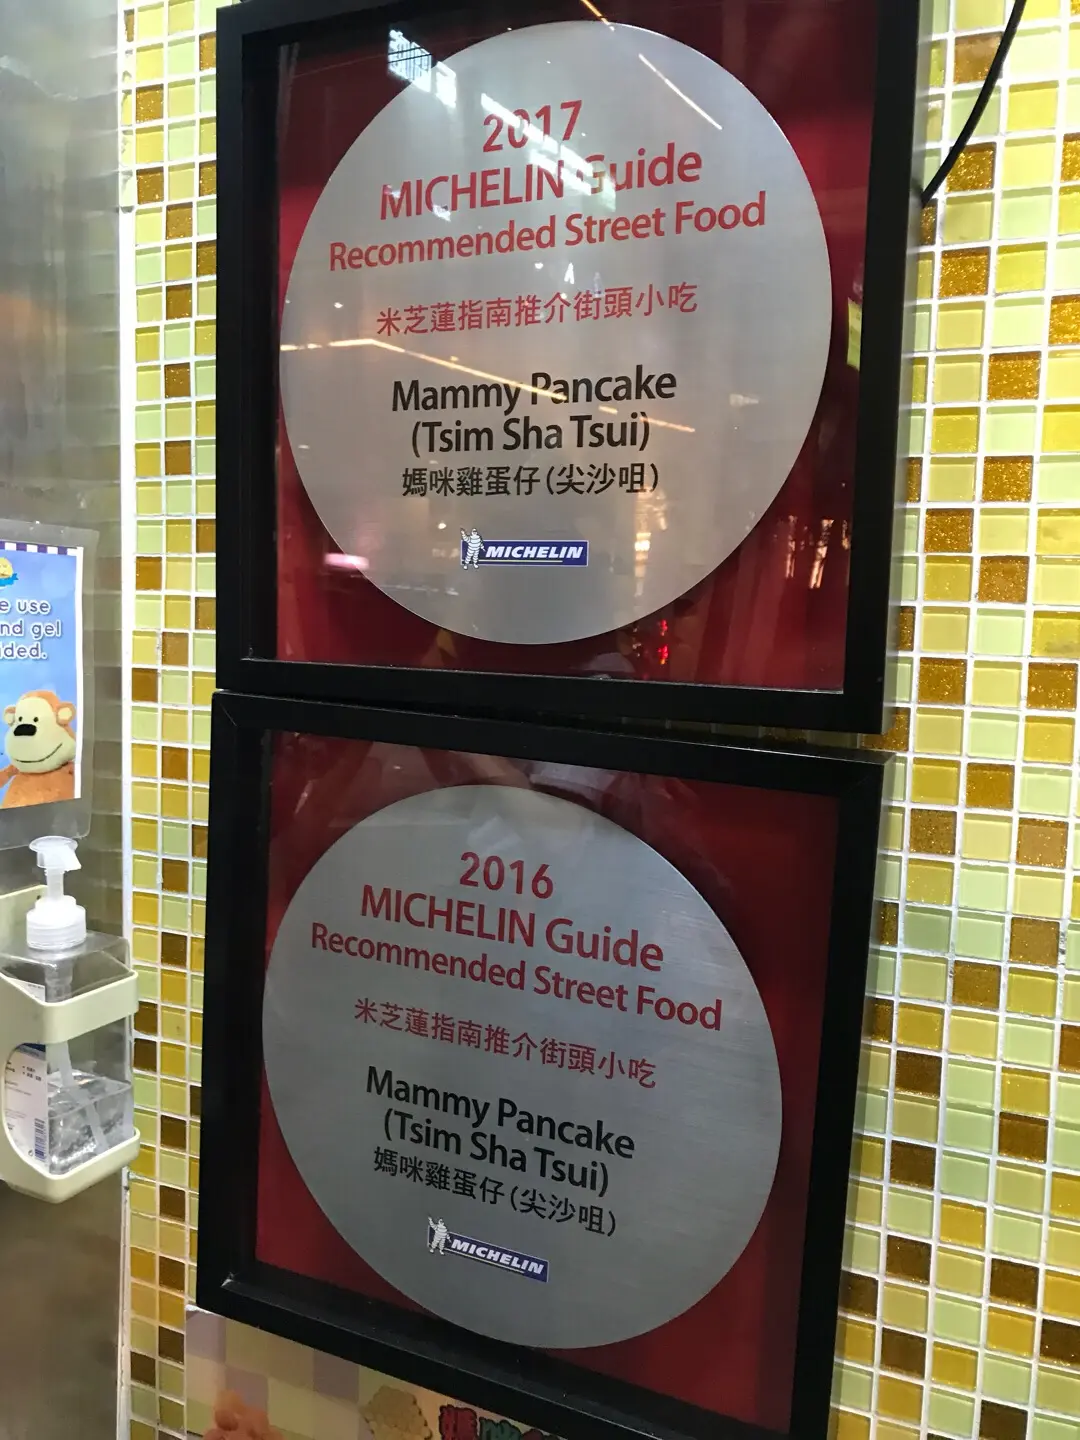 2017
MICHELIN Guide
Recommended Street Food
米芝蓮指南推介街頭小吃
Mammy Pancake
(Tsim Sha Tsui)
媽咪雞蛋仔(尖沙咀)
MICHELIN
use
gel
2016
MICHELIN Guide
Recommended Street Food
米芝蓮指南推介街頭小吃
Mammy Pancake
(Tsim Sha Tsui)
媽咪雞蛋仔(尖沙咀)
MICHELIN